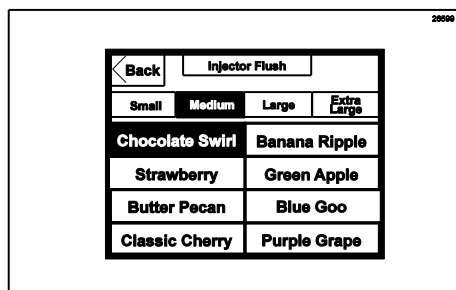 26699
Back
Injector Flush
Small Medium Large Extra Large
Chocolate Swirl Banana Ripple
Strawberry Green Apple
Butter Pecan Blue Goo
Classic Cherry Purple Grape